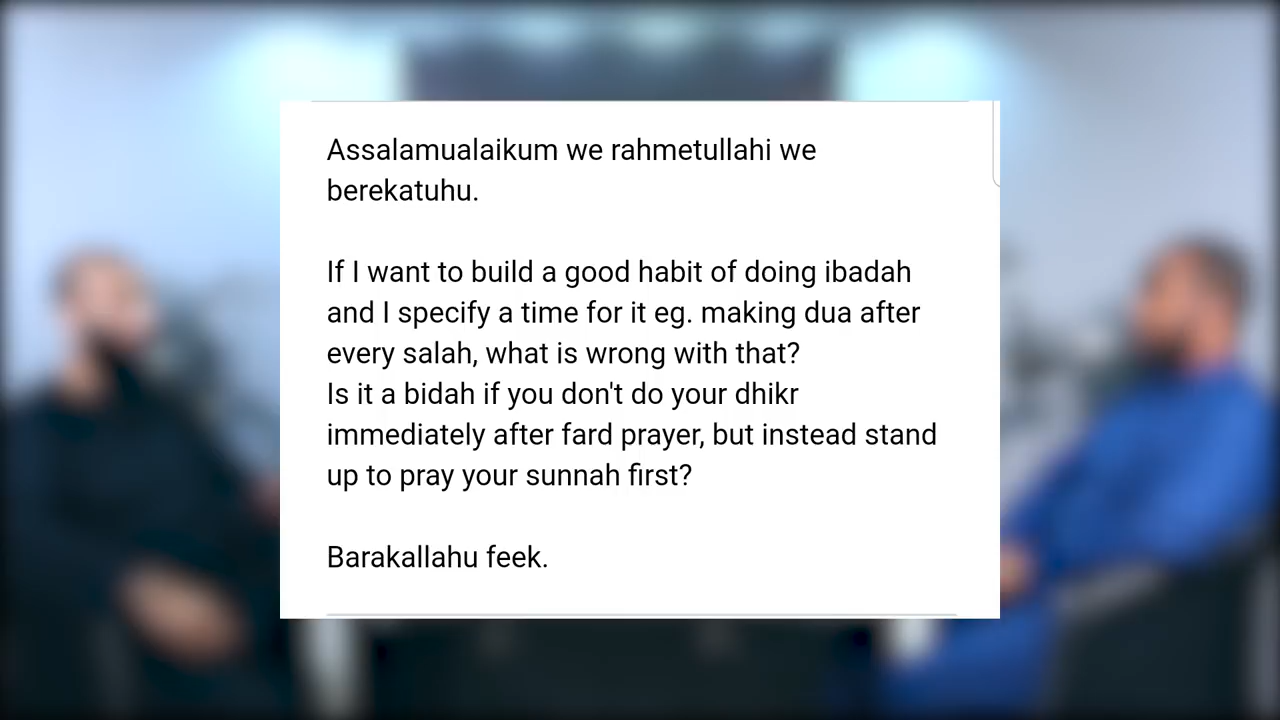 Assalamualaikum we rahmetullahi we
berekatuhu.
If I want to build a good habit of doing ibadah
and I specify a time for it eg. making dua after
every salah, what is wrong with that?
Is it a bidah if you don't do your dhikr
immediately after fard prayer, but instead stand
up to pray your sunnah first?
Barakallahu feek.